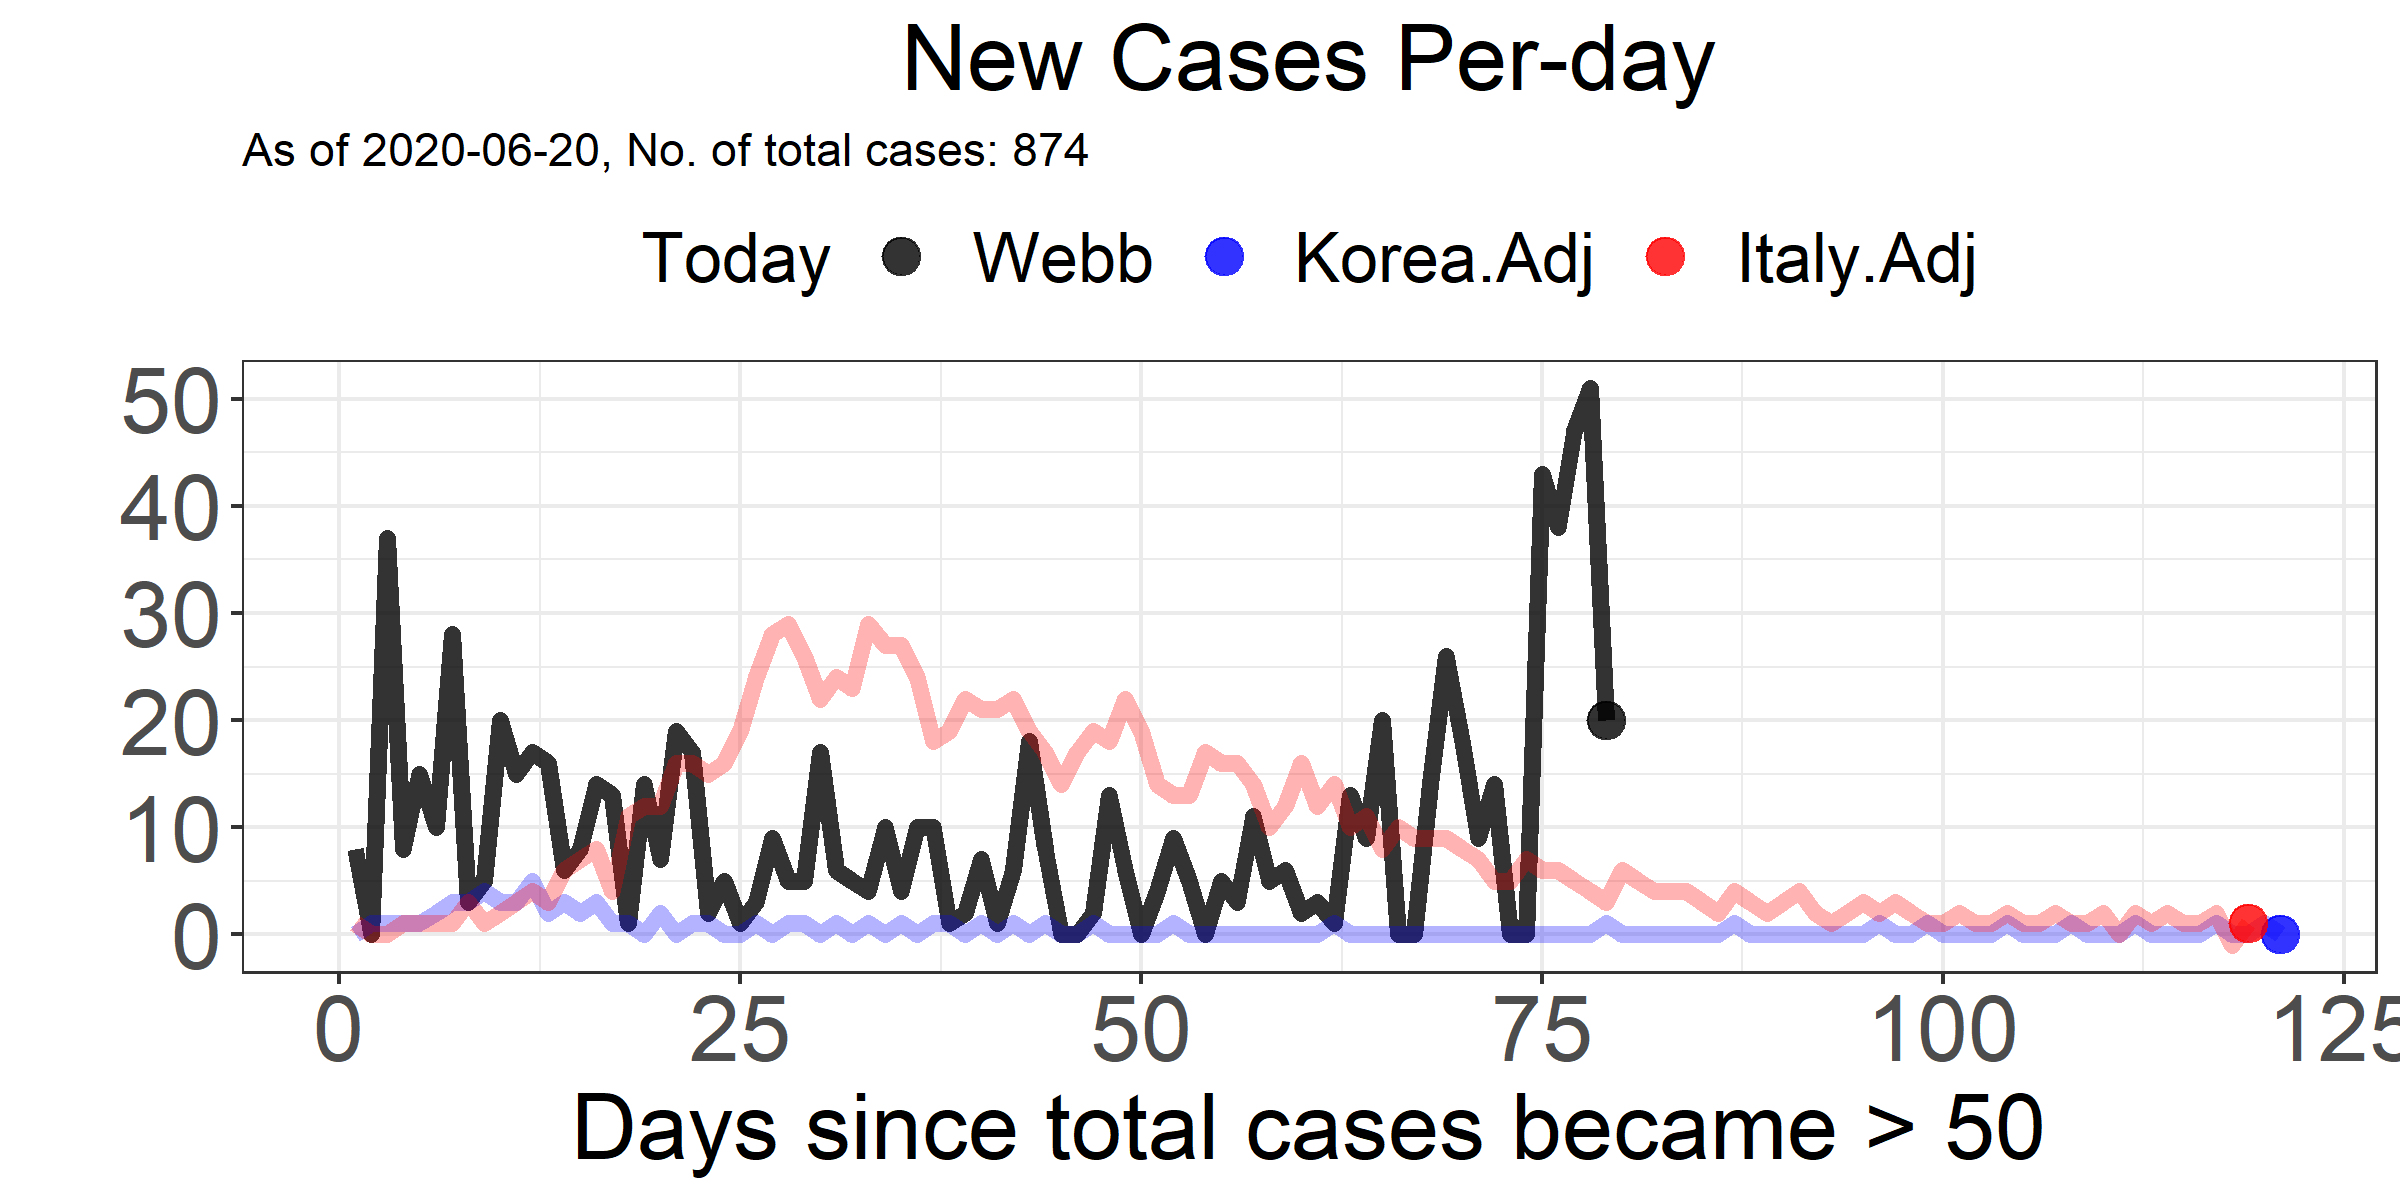 New Cases Per-day
As of 2020-06-20, No. of total cases: 874
Today Webb Korea.Adj Italy.Adj
50
40
30
20
10
0
0 25 50 75 100 125
Days since total cases became > 50